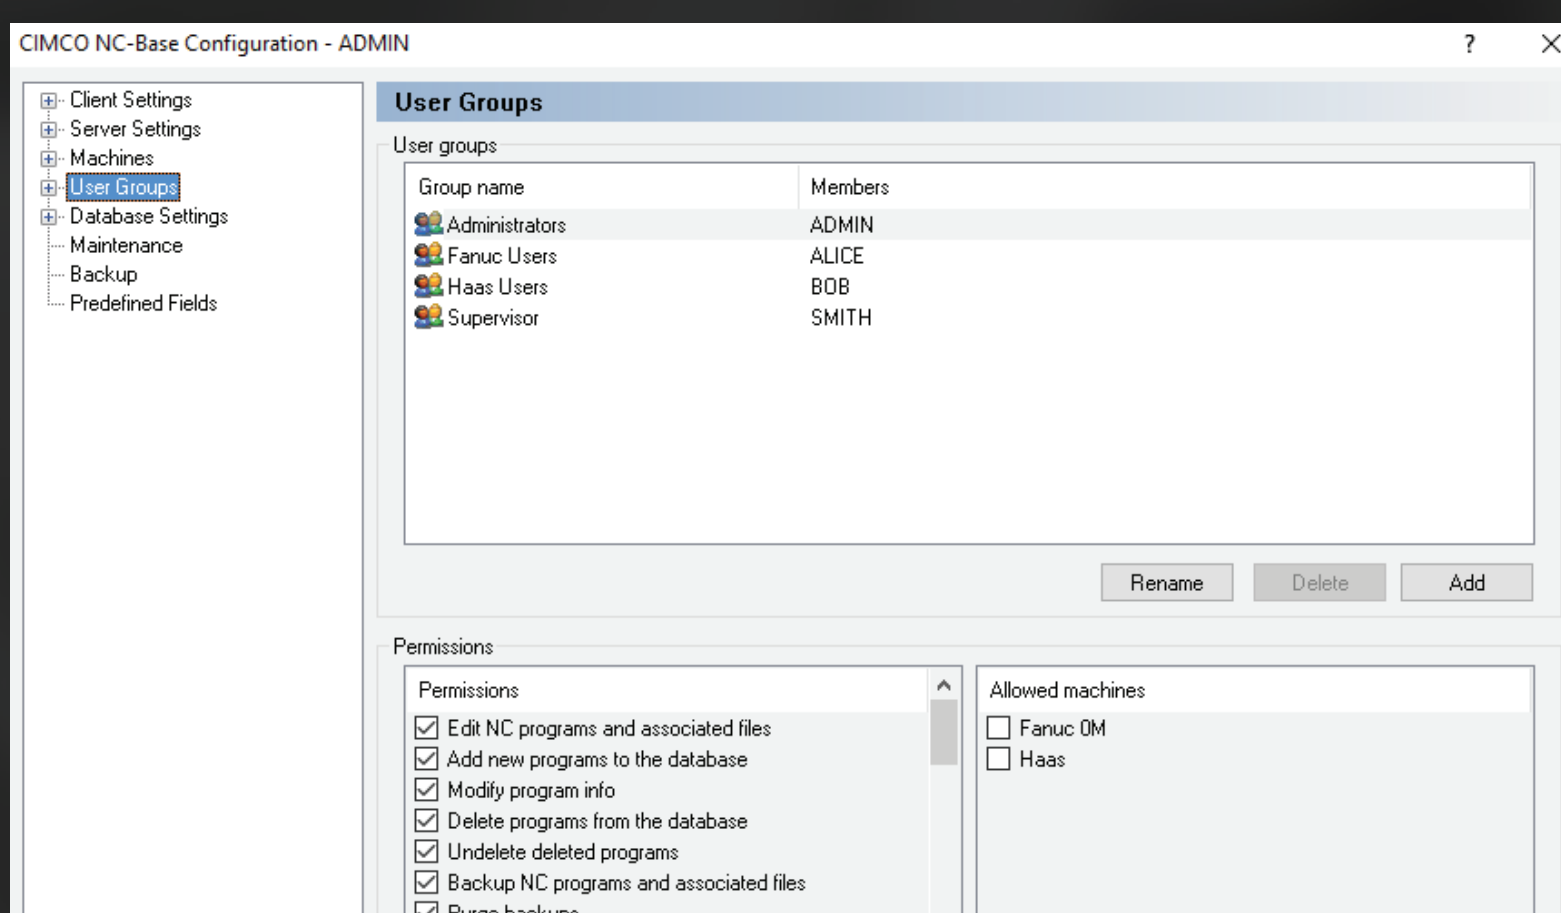 CIMCO NC-Base Configuration - ADMIN ?
Client Settings
Server Settings
Machines
User Groups
Database Settings
Maintenance
Backup
Predefined Fields
User Groups
User groups
Group name Members
Administrators ADMIN
Fanuc Users ALICE
Haas Users BOB
Supervisor SMITH
Rename Delete Add
Permissions
Permissions
Edit NC programs and associated files
Add new programs to the database
Modify program info
Delete programs from the database
Undelete deleted programs
Backup NC programs and associated files
Purge backups
Allowed machines
Fanuc 0M
Haas